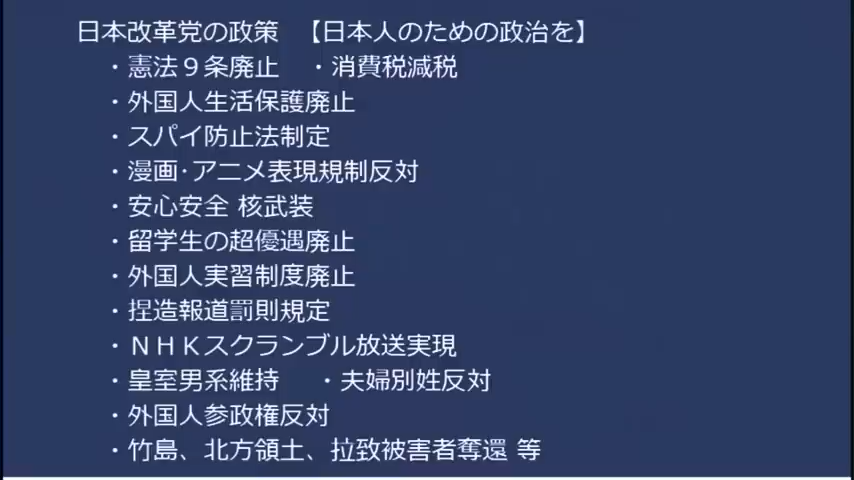 日本改革党の政策　【日本人のための政治を】
・憲法９条廃止　・消費税減税
・外国人生活保護廃止
・スパイ防止法制定
・漫画･アニメ表現規制反対
・安心安全 核武装
・留学生の超優遇廃止
・外国人実習制度廃止
・捏造報道罰則規定
・ＮＨＫスクランブル放送実現
・皇室男系維持　・夫婦別姓反対
・外国人参政権反対
・竹島、北方領土、拉致被害者奪還 等